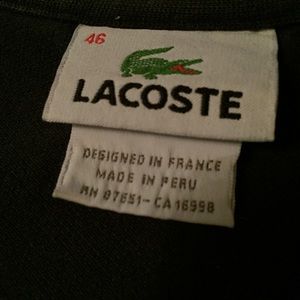 46
LACOSTE
DESIGNED IN FRANCE
MADE IN PERU
RN 87651-CA 16998